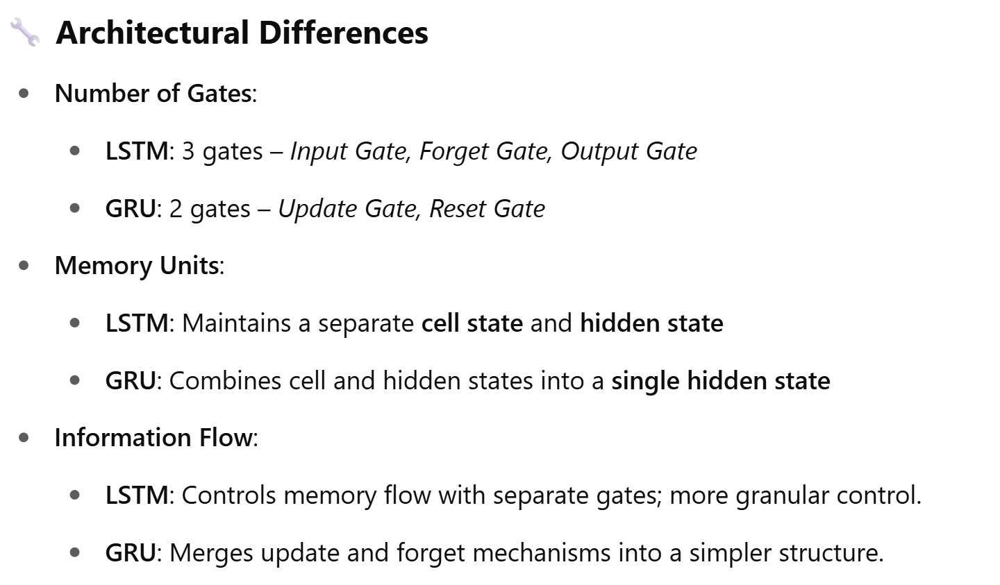 Architectural Differences
Number of Gates:
LSTM: 3 gates – Input Gate, Forget Gate, Output Gate
GRU: 2 gates – Update Gate, Reset Gate
Memory Units:
LSTM: Maintains a separate cell state and hidden state
GRU: Combines cell and hidden states into a single hidden state
Information Flow:
LSTM: Controls memory flow with separate gates; more granular control.
GRU: Merges update and forget mechanisms into a simpler structure.